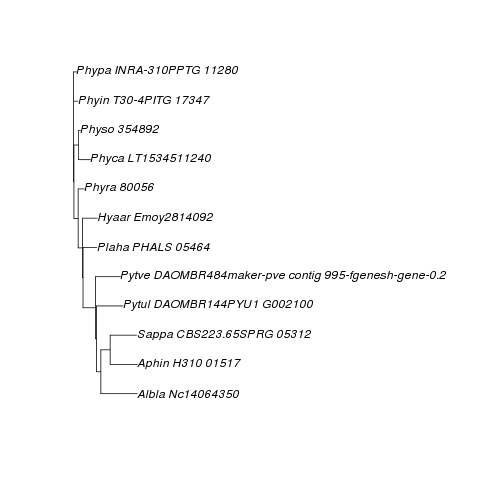 Phypa INRA-310PPTG 11280
Phyin T30-4PITG 17347
Physo 354892
Phyca LT1534511240
Phyra 80056
Hyaar Emoy2814092
Plaha PHALS 05464
Pytve DAOMBR484maker-pve contig 995-fgenesh-gene-0.2
Pytul DAOMBR144PYU1 G002100
Sappa CBS223.65SPRG 05312
Aphin H310 01517
Albla Nc14064350